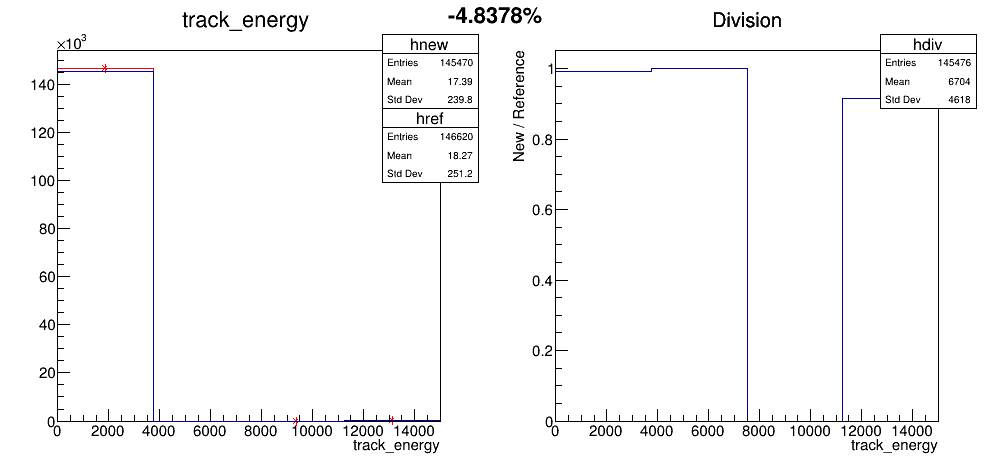 -4.8378%
track_energy
×10³
hnew
Entries 145470
Mean 17.39
Std Dev 239.8
href
Entries 146620
Mean 18.27
Std Dev 251.2
140
120
100
80
60
40
20
0
0 2000 4000 6000 8000 10000 12000 14000
track_energy
Division
New / Reference
hdiv
Entries 145476
Mean 6704
Std Dev 4618
1
0.8
0.6
0.4
0.2
0
0 2000 4000 6000 8000 10000 12000 14000
track_energy